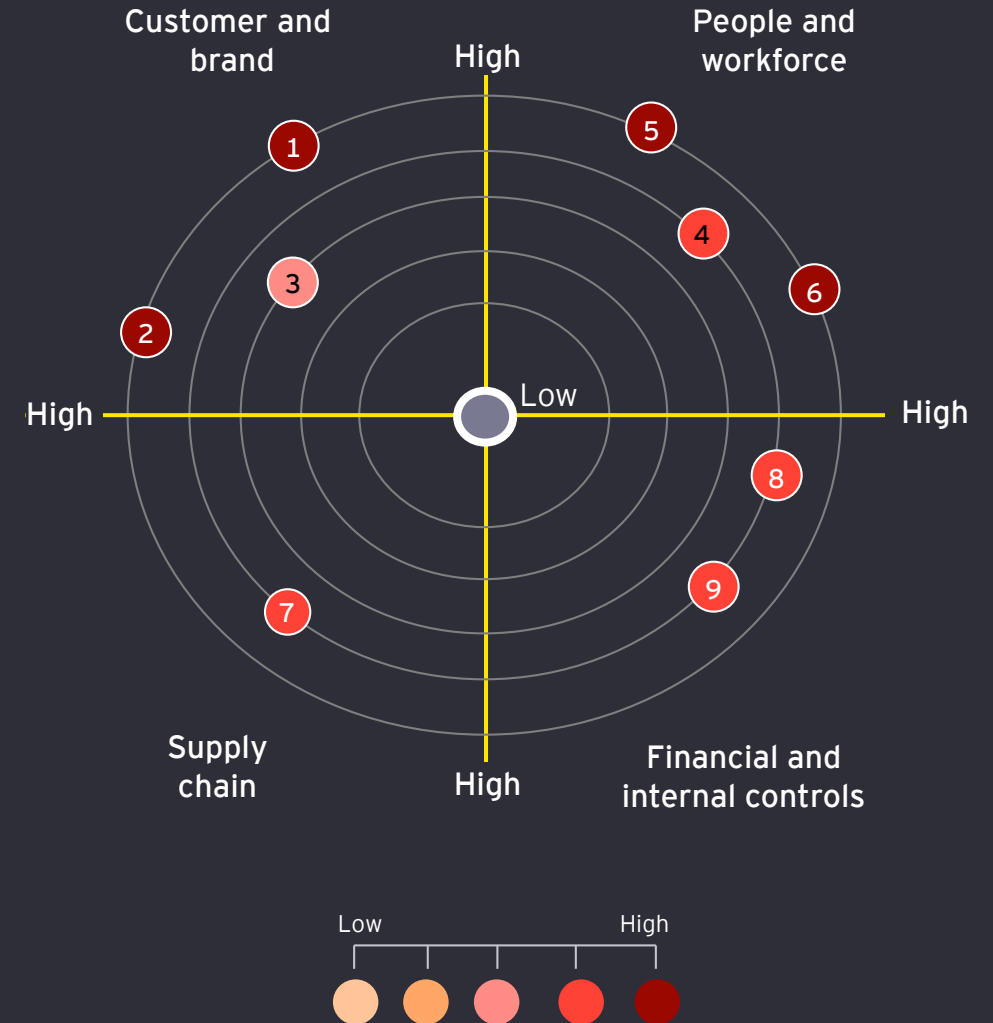 Customer and
brand
People and
workforce
High
1
5
4
3
6
2
Low
High
High
8
9
7
Supply
chain
Financial and
internal controls
High
Low
High